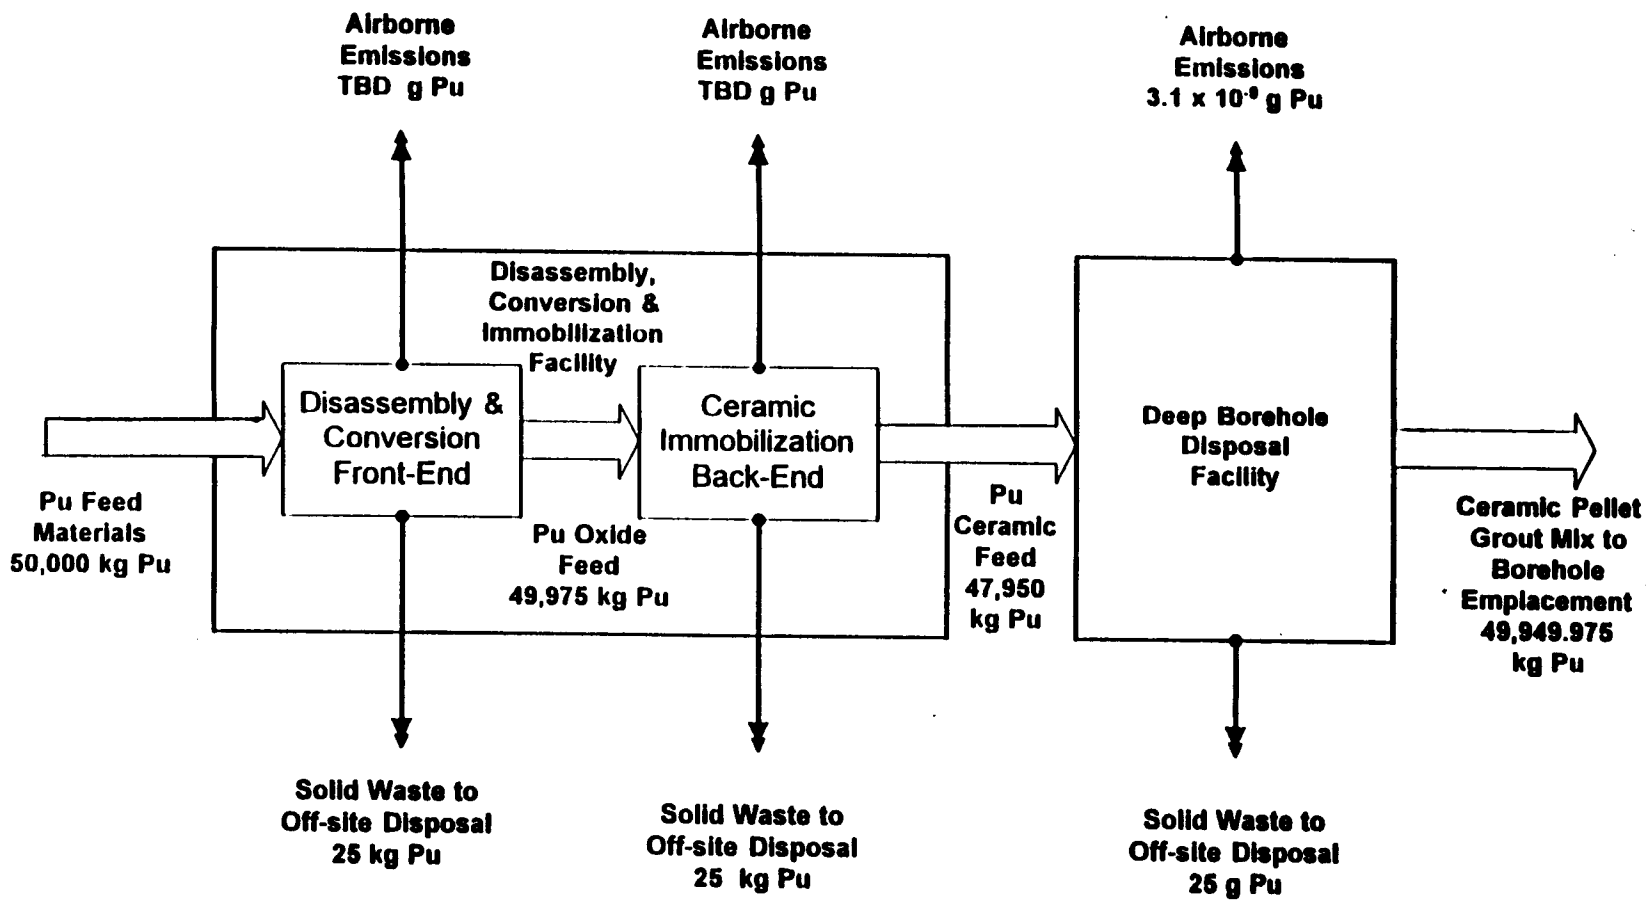 Airborne
Emissions
TBD g Pu
Airborne
Emissions
TBD g Pu
Airborne
Emissions
3.1 x 10⁻⁹ g Pu
Disassembly,
Conversion &
Immobilization
Facility
Disassembly &
Conversion
Front-End
Ceramic
Immobilization
Back-End
Deep Borehole
Disposal
Facility
Pu Feed
Materials
50,000 kg Pu
Pu Oxide
Feed
49,975 kg Pu
Pu
Ceramic
Feed
47,950
kg Pu
Ceramic Pellet
Grout Mix to
Borehole
Emplacement
49,949.975
kg Pu
Solid Waste to
Off-site Disposal
25 kg Pu
Solid Waste to
Off-site Disposal
25 kg Pu
Solid Waste to
Off-site Disposal
25 g Pu